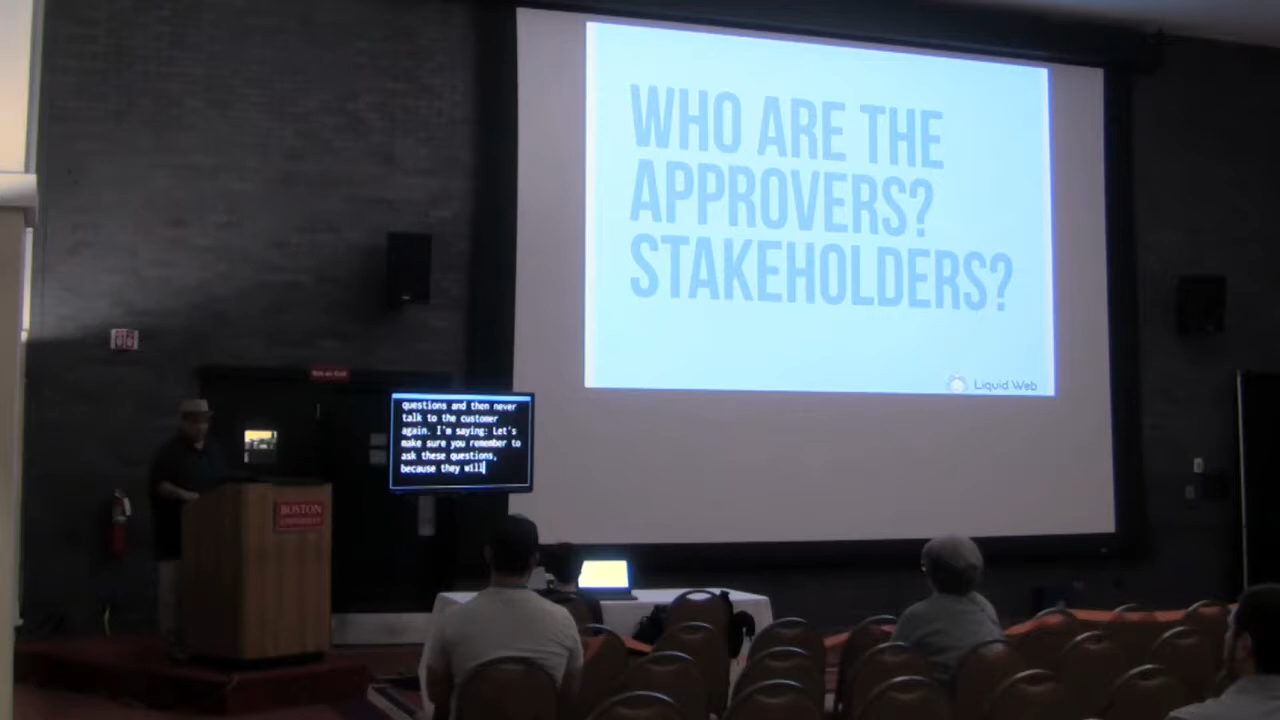 WHO ARE THE
APPROVERS?
STAKEHOLDERS?
Liquid Web
questions and then never
talk to the customer
again. I'm saying: Let's
make sure you remember to
ask these questions,
because they will
BOSTON
UNIVERSITY